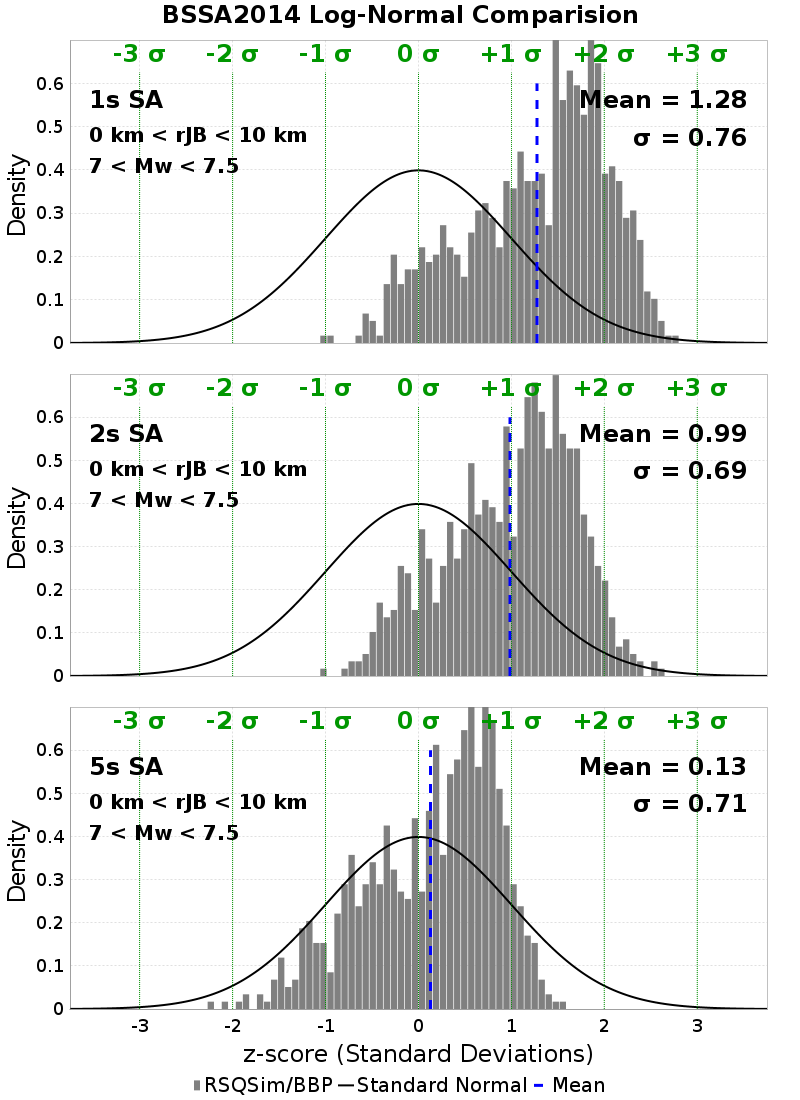 BSSA2014 Log-Normal Comparision
-3 σ -2 σ -1 σ 0 σ +1 σ +2 σ +3 σ
1s SA
0 km < rJB < 10 km
7 < Mw < 7.5
Mean = 1.28
σ = 0.76
Density
0.6
0.5
0.4
0.3
0.2
0.1
0
-3 σ -2 σ -1 σ 0 σ +1 σ +2 σ +3 σ
2s SA
0 km < rJB < 10 km
7 < Mw < 7.5
Mean = 0.99
σ = 0.69
Density
0.6
0.5
0.4
0.3
0.2
0.1
0
-3 σ -2 σ -1 σ 0 σ +1 σ +2 σ +3 σ
5s SA
0 km < rJB < 10 km
7 < Mw < 7.5
Mean = 0.13
σ = 0.71
Density
0.6
0.5
0.4
0.3
0.2
0.1
0
-3 -2 -1 0 1 2 3
z-score (Standard Deviations)
RSQSim/BBP Standard Normal Mean